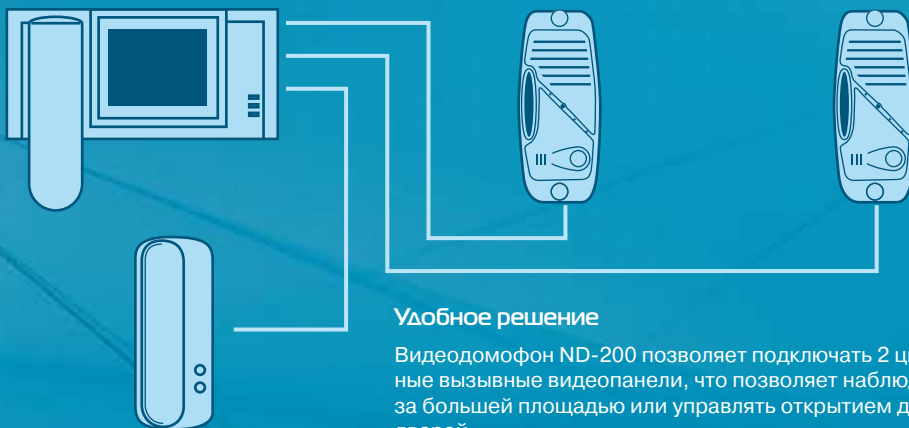 Удобное решение
Видеодомофон ND-200 позволяет подключать 2
ные вызывные видеопанели, что позволяет
за большей площадью или управлять открытием